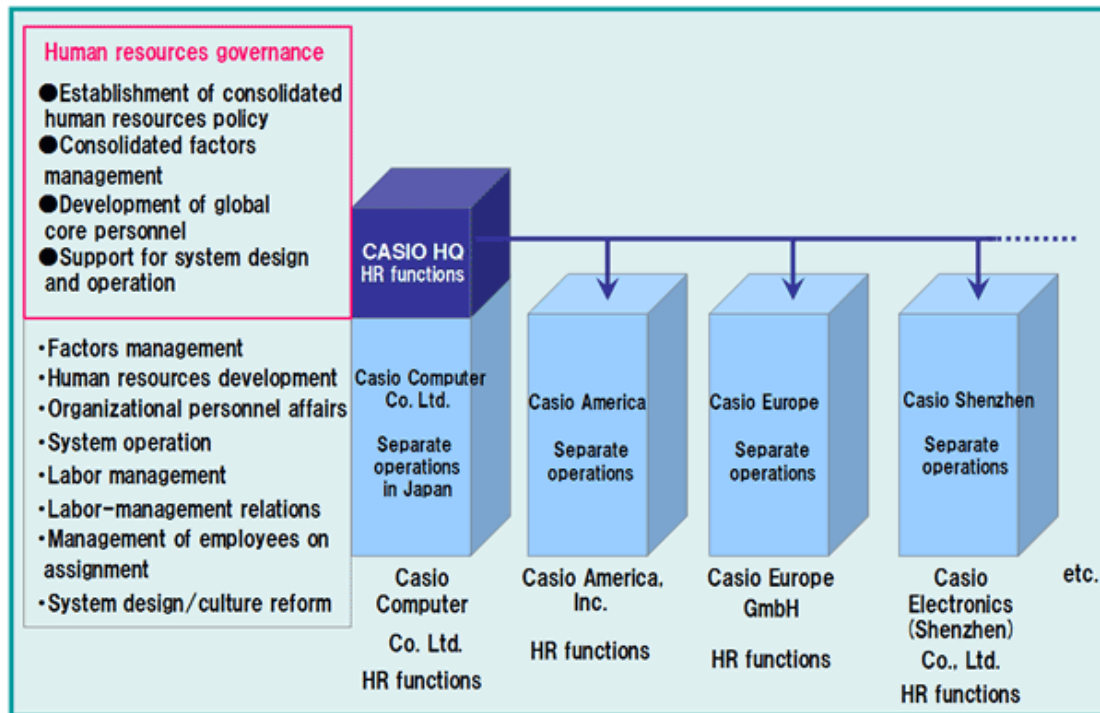 Human resources governance
●Establishment of consolidated
human resources policy
●Consolidated factors
management
●Development of global
core personnel
●Support for system design
and operation
・Factors management
・Human resources development
・Organizational personnel affairs
・System operation
・Labor management
・Labor-management relations
・Management of employees on
assignment
・System design/culture reform
CASIO HQ
HR functions
Casio Computer
Co. Ltd.
Separate
operations
in Japan
Casio America
Separate
operations
Casio Europe
Separate
operations
Casio Shenzhen
Separate
operations
Casio
Computer
Co. Ltd.
HR functions
Casio America,
Inc.
HR functions
Casio Europe
GmbH
HR functions
Casio
Electronics
(Shenzhen)
Co., Ltd.
HR functions
etc.